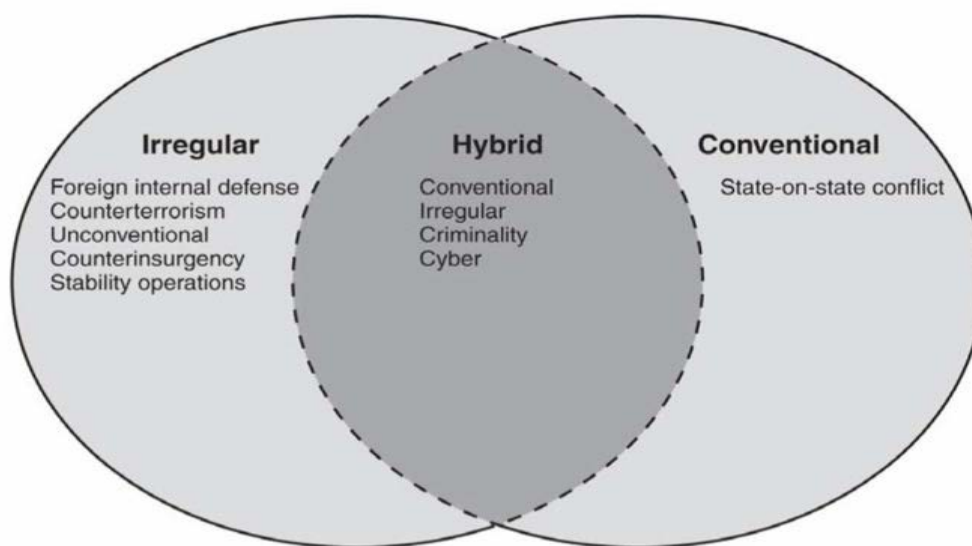 Irregular
Foreign internal defense
Counterterrorism
Unconventional
Counterinsurgency
Stability operations
Hybrid
Conventional
Irregular
Criminality
Cyber
Conventional
State-on-state conflict